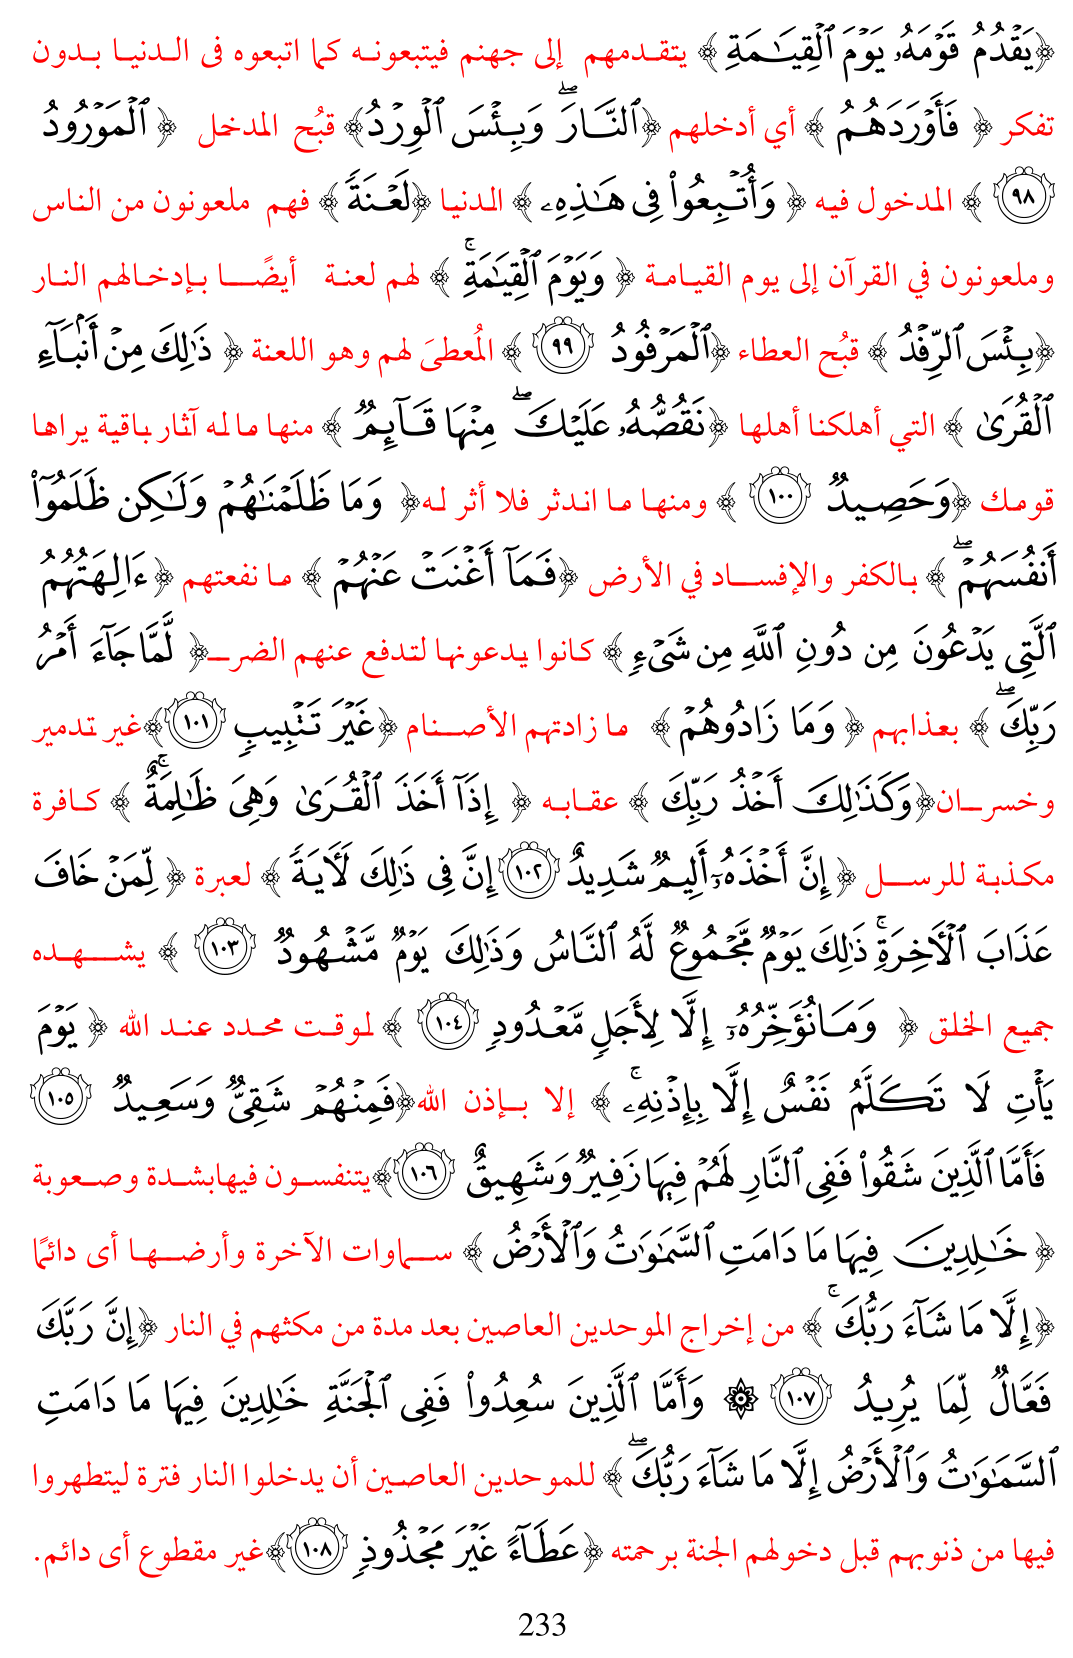 ﴿يَقۡدُمُ قَوۡمَهُۥ يَوۡمَ ٱلۡقِيَٰمَةِ ﴾ يتقدمهم إلى جهنم فيتبعونه كما اتبعوه فى الدنيا بدون
تفكر ﴿ فَأَوۡرَدَهُمُ ﴾ أي أدخلهم ﴿ٱلنَّارَۖ وَبِئۡسَ ٱلۡوِرۡدُ﴾ قبُح المدخل ﴿ ٱلۡمَوۡرُودُ
٩٨ ﴾ المدخول فيه ﴿ وَأُتۡبِعُواْ فِى هَٰذِهِۦ ﴾ الدنيا ﴿لَعۡنَةٗ ﴾ فهم ملعونون من الناس
وملعونون في القرآن إلى يوم القيامة ﴿ وَيَوۡمَ ٱلۡقِيَٰمَةِۚ ﴾ لهم لعنة أيضًا بإدخالهم النار
﴿بِئۡسَ ٱلرِّفۡدُ ﴾ قبُح العطاء ﴿ٱلۡمَرۡفُودُ ٩٩ ﴾ المُعطىَ لهم وهو اللعنة ﴿ ذَٰلِكَ مِنۡ أَنۢبَآءِ
ٱلۡقُرَىٰ ﴾ التي أهلكنا أهلها ﴿نَقُصُّهُۥ عَلَيۡكَۖ مِنۡهَا قَآئِمٞ ﴾ منها ما له آثار باقية يراها
قومك ﴿وَحَصِيدٞ ١٠٠ ﴾ ومنها ما اندثر فلا أثر له﴿ وَمَا ظَلَمۡنَٰهُمۡ وَلَٰكِن ظَلَمُوٓاْ
أَنفُسَهُمۡۖ ﴾ بالكفر والإفساد في الأرض ﴿فَمَآ أَغۡنَتۡ عَنۡهُمۡ ﴾ ما نفعتهم ﴿ءَالِهَتُهُمُ
ٱلَّتِى يَدۡعُونَ مِن دُونِ ٱللَّهِ مِن شَىۡءٖ ﴾ كانوا يدعونها لتدفع عنهم الضر﴿ لَّمَّا جَآءَ أَمۡرُ
رَبِّكَۖ ﴾ بعذابهم ﴿ وَمَا زَادُوهُمۡ ﴾ ما زادتهم الأصنام ﴿غَيۡرَ تَتۡبِيبٖ ١٠١﴾غير تدمير
وخسران﴿وَكَذَٰلِكَ أَخۡذُ رَبِّكَ ﴾ عقابه ﴿ إِذَآ أَخَذَ ٱلۡقُرَىٰ وَهِىَ ظَٰلِمَةٌۚ ﴾ كافرة
مكذبة للرسل ﴿ إِنَّ أَخۡذَهُۥٓ أَلِيمٞ شَدِيدٌ ١٠٢ إِنَّ فِى ذَٰلِكَ لَأٓيَةٗ ﴾ لعبرة ﴿ لِّمَنۡ خَافَ
عَذَابَ ٱلۡأٓخِرَةِۚ ذَٰلِكَ يَوۡمٞ مَّجۡمُوعٞ لَّهُ ٱلنَّاسُ وَذَٰلِكَ يَوۡمٞ مَّشۡهُودٞ ١٠٣ ﴾ يشهده
جميع الخلق ﴿ وَمَا نُؤَخِّرُهُۥٓ إِلَّا لِأَجَلٖ مَّعۡدُودٖ ١٠٤ ﴾ لموقت محدد عند الله ﴿ يَوۡمَ
يَأۡتِ لَا تَكَلَّمُ نَفۡسٌ إِلَّا بِإِذۡنِهِۦۚ ﴾ إلا بإذن الله﴿فَمِنۡهُمۡ شَقِىّٞ وَسَعِيدٞ ١٠٥
فَأَمَّا ٱلَّذِينَ شَقُواْ فَفِى ٱلنَّارِ لَهُمۡ فِيهَا زَفِيرٞ وَشَهِيقٌ ١٠٦﴾يتنفسون فيهابشدة وصعوبة
﴿ خَٰلِدِينَ فِيهَا مَا دَامَتِ ٱلسَّمَٰوَٰتُ وَٱلۡأَرۡضُ ﴾ سماوات الآخرة وأرضها أى دائمًا
﴿إِلَّا مَا شَآءَ رَبُّكَۚ ﴾ من إخراج الموحدين العاصين بعد مدة من مكثهم في النار ﴿إِنَّ رَبَّكَ
فَعَّالٞ لِّمَا يُرِيدُ ١٠٧ ۞ وَأَمَّا ٱلَّذِينَ سُعِدُواْ فَفِى ٱلۡجَنَّةِ خَٰلِدِينَ فِيهَا مَا دَامَتِ
ٱلسَّمَٰوَٰتُ وَٱلۡأَرۡضُ إِلَّا مَا شَآءَ رَبُّكَۖ ﴾ للموحدين العاصين أن يدخلوا النار فترة ليتطهروا
فيها من ذنوبهم قبل دخولهم الجنة برحمته ﴿عَطَآءً غَيۡرَ مَجۡذُوذٖ ١٠٨﴾غير مقطوع أى دائم.
233